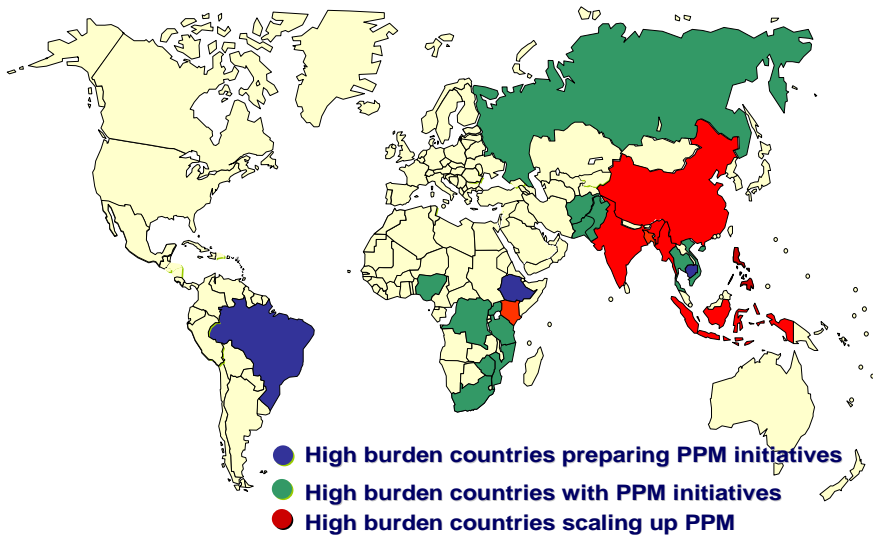 High burden countries preparing PPM initiatives
High burden countries with PPM initiatives
High burden countries scaling up PPM